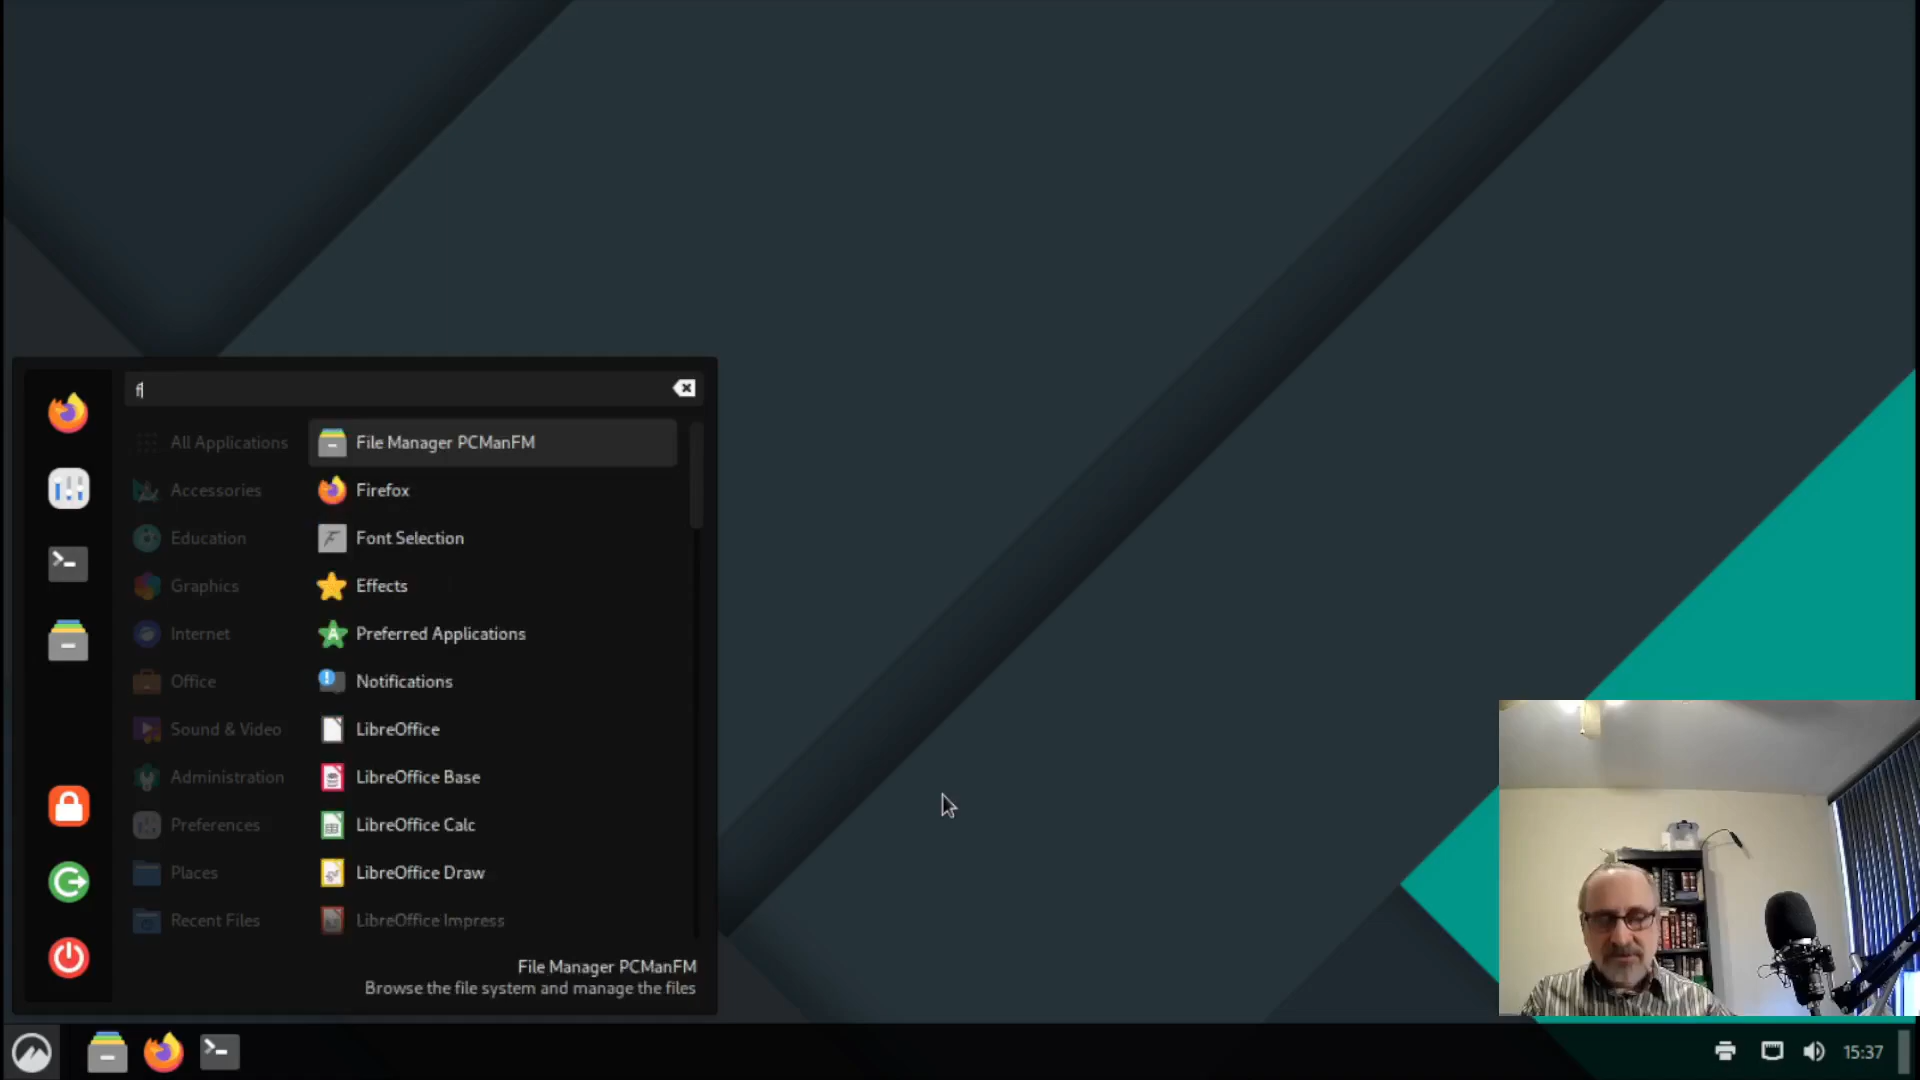 f
All Applications
File Manager PCManFM
Accessories
Firefox
Education
Font Selection
Graphics
Effects
Internet
Preferred Applications
Office
Notifications
Sound & Video
LibreOffice
Administration
LibreOffice Base
Preferences
LibreOffice Calc
Places
LibreOffice Draw
Recent Files
LibreOffice Impress
File Manager PCManFM
Browse the file system and manage the files
15:37